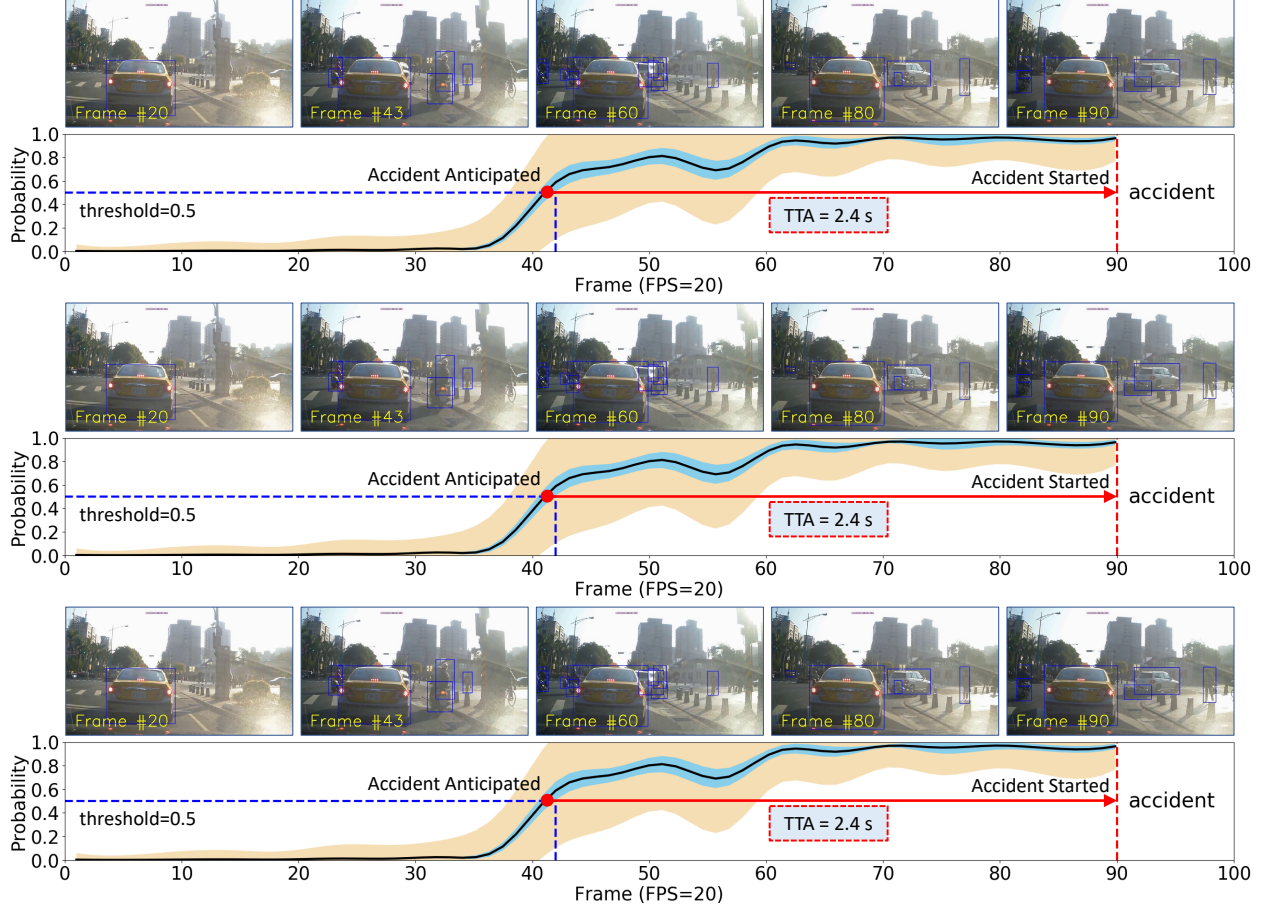 Frame #20 Frame #43 Frame #60 Frame #80 Frame #90
1.0
0.8
0.6
0.4
0.2
0.0
Probability
Accident Anticipated
Accident Started
accident
threshold=0.5
TTA = 2.4 s
0 10 20 30 40 50 60 70 80 90 100
Frame (FPS=20)
Frame #20 Frame #43 Frame #60 Frame #80 Frame #90
1.0
0.8
0.6
0.4
0.2
0.0
Probability
Accident Anticipated
Accident Started
accident
threshold=0.5
TTA = 2.4 s
0 10 20 30 40 50 60 70 80 90 100
Frame (FPS=20)
Frame #20 Frame #43 Frame #60 Frame #80 Frame #90
1.0
0.8
0.6
0.4
0.2
0.0
Probability
Accident Anticipated
Accident Started
accident
threshold=0.5
TTA = 2.4 s
0 10 20 30 40 50 60 70 80 90 100
Frame (FPS=20)